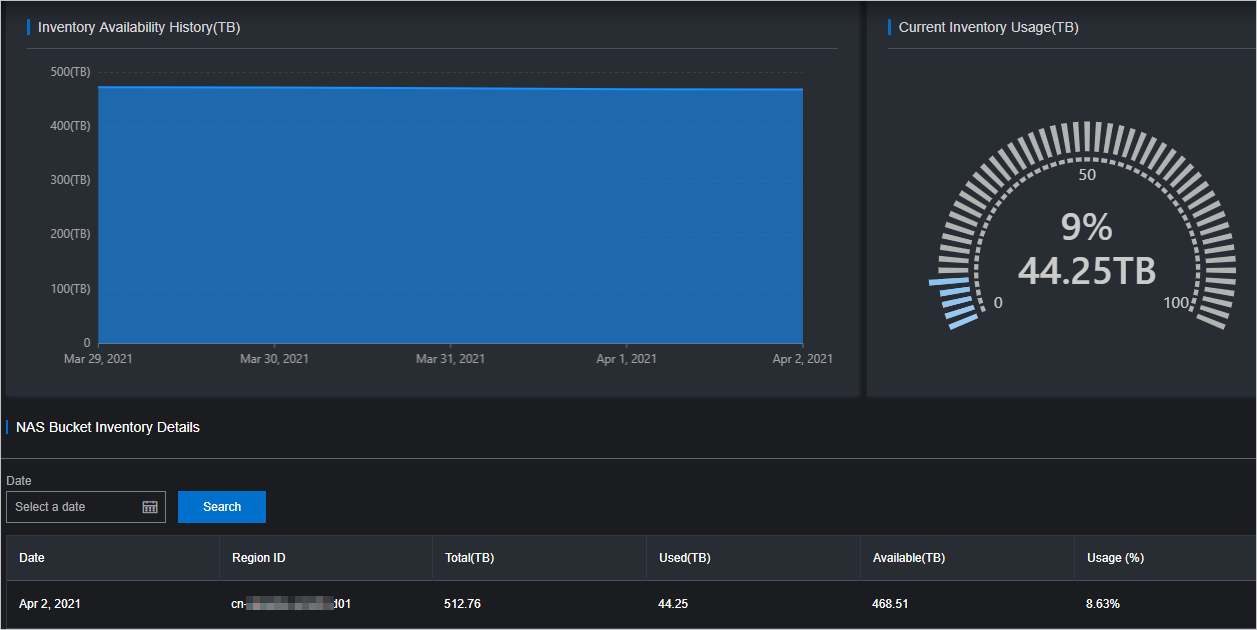 Inventory Availability History(TB)
500(TB)
400(TB)
300(TB)
200(TB)
100(TB)
0
Mar 29, 2021 Mar 30, 2021 Mar 31, 2021 Apr 1, 2021 Apr 2, 2021
Current Inventory Usage(TB)
50
9%
44.25TB
0 100
NAS Bucket Inventory Details
Date
Select a date Search
Date Region ID Total(TB) Used(TB) Available(TB) Usage (%)
Apr 2, 2021 cn- 01 512.76 44.25 468.51 8.63%